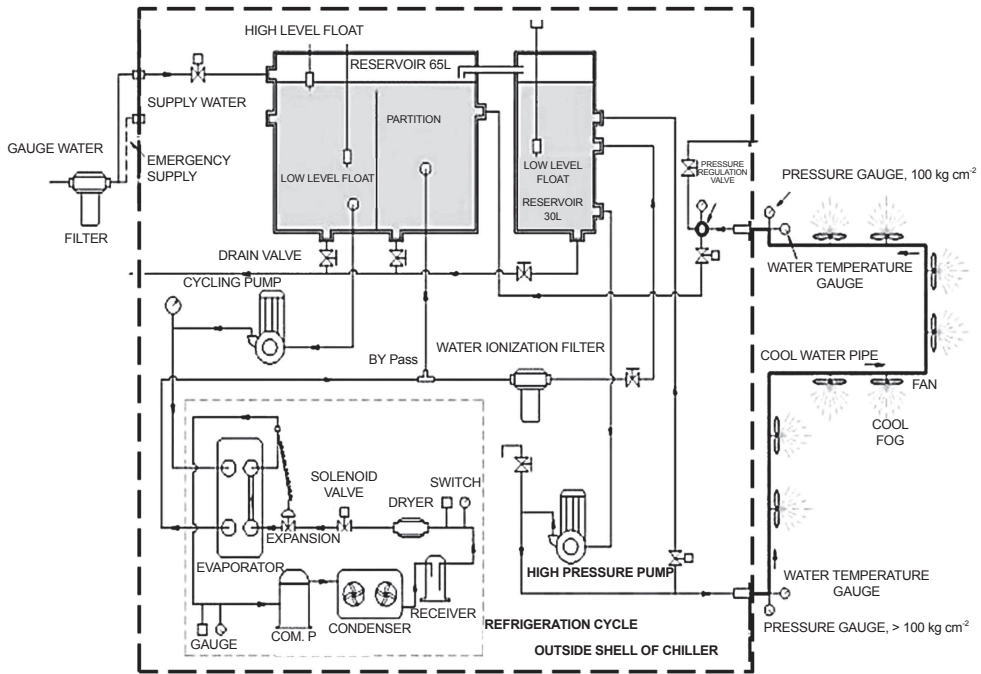 HIGH LEVEL FLOAT
RESERVOIR 65L
SUPPLY WATER
PARTITION
GAUGE WATER
EMERGENCY
SUPPLY
LOW LEVEL FLOAT
LOW LEVEL
FLOAT
RESERVOIR
30L
PRESSURE
REGULATION
VALVE
PRESSURE GAUGE, 100 kg cm-2
FILTER
DRAIN VALVE
WATER TEMPERATURE
GAUGE
CYCLING PUMP
BY Pass
WATER IONIZATION FILTER
COOL WATER PIPE
FAN
COOL
FOG
SOLENOID
VALVE
DRYER
SWITCH
EXPANSION
EVAPORATOR
HIGH PRESSURE PUMP
WATER TEMPERATURE
GAUGE
RECEIVER
CONDENSER
COM. P
GAUGE
REFRIGERATION CYCLE
PRESSURE GAUGE, > 100 kg cm-2
OUTSIDE SHELL OF CHILLER